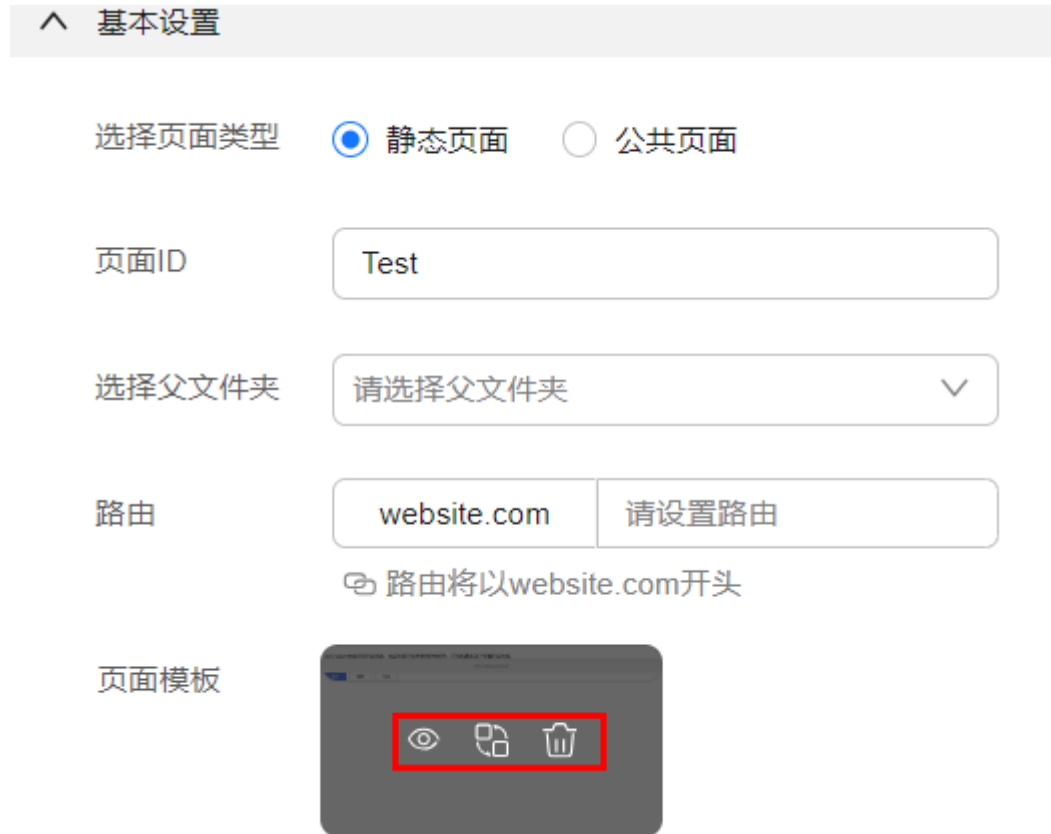 基本设置
选择页面类型 静态页面 公共页面
页面ID Test
选择父文件夹 请选择父文件夹
路由 website.com 请设置路由
路由将以website.com开头
页面模板